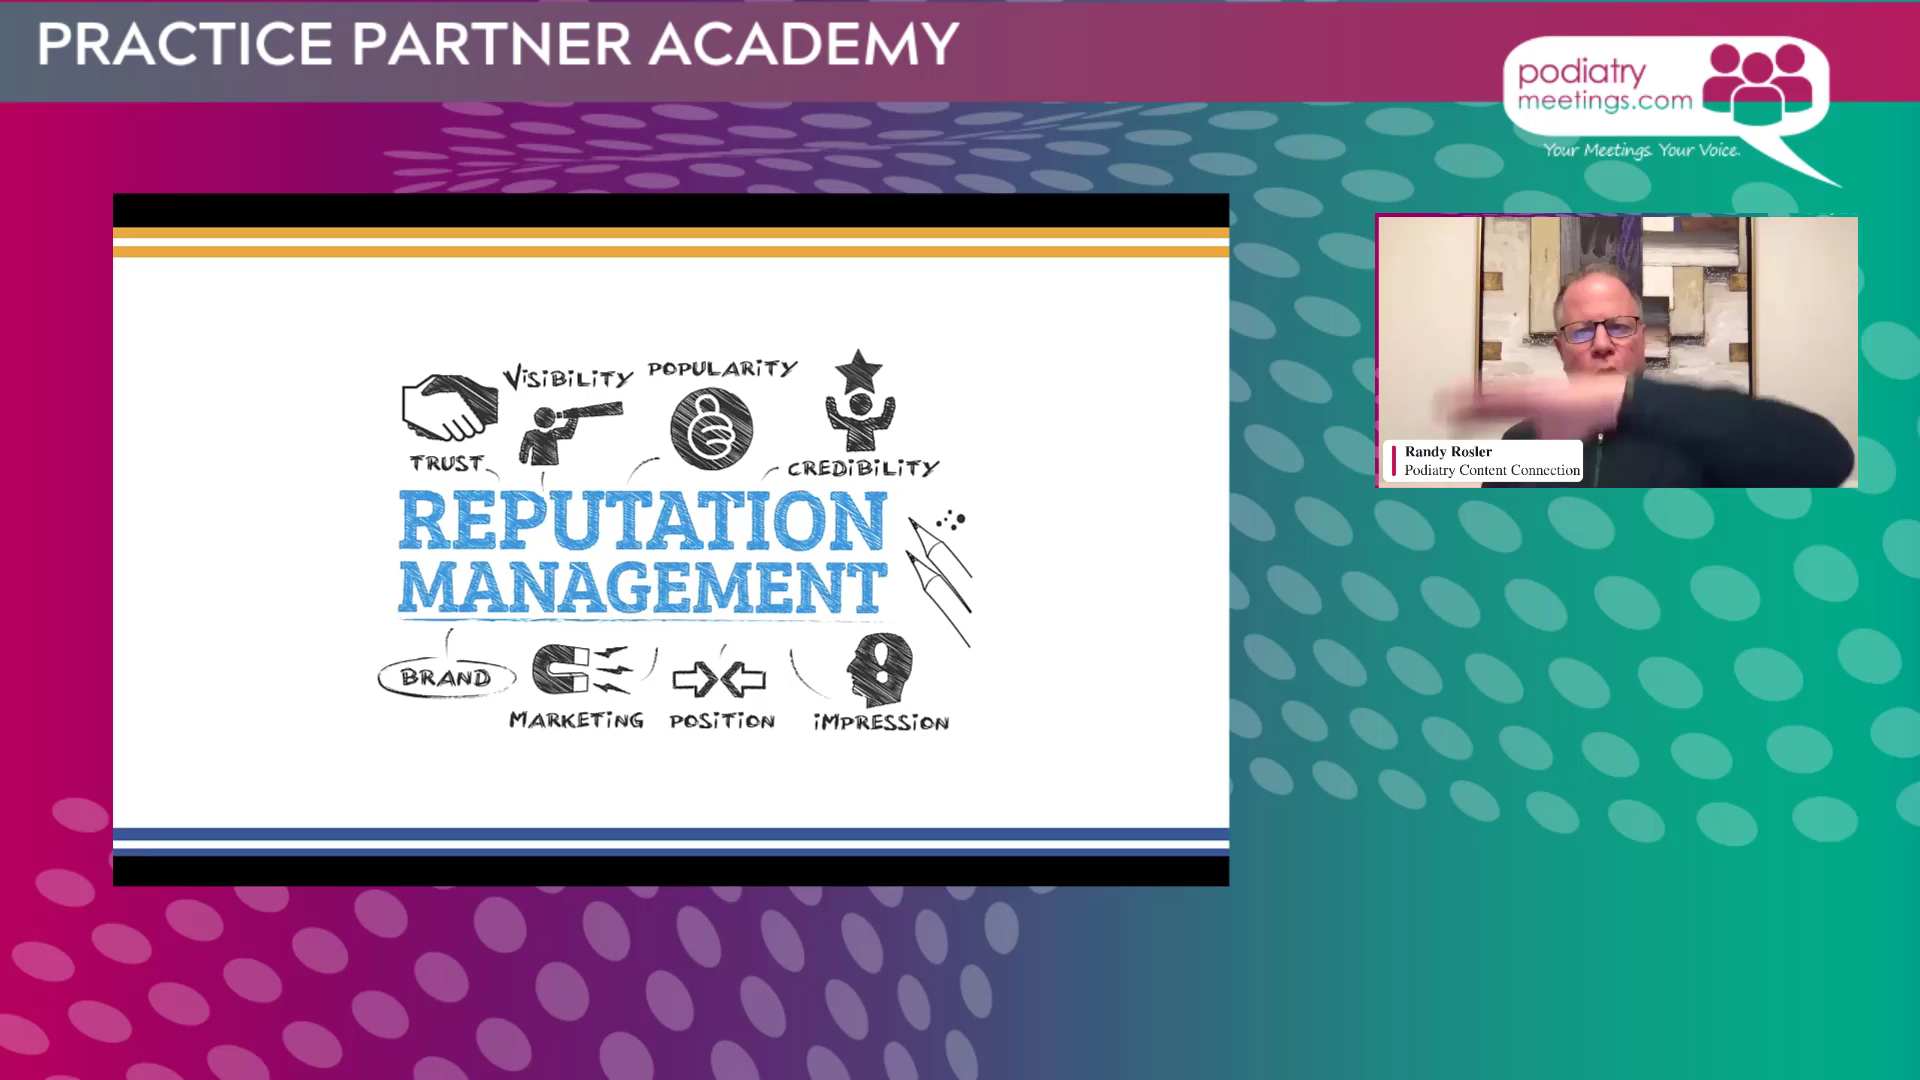 PRACTICE PARTNER ACADEMY
podiatry
meetings.com
Your Meetings. Your Voice.
VISIBILITY
POPULARITY
TRUST
CREDIBILITY
REPUTATION
MANAGEMENT
BRAND
MARKETING
POSITION
IMPRESSION
Randy Rosler
Podiatry Content Connection